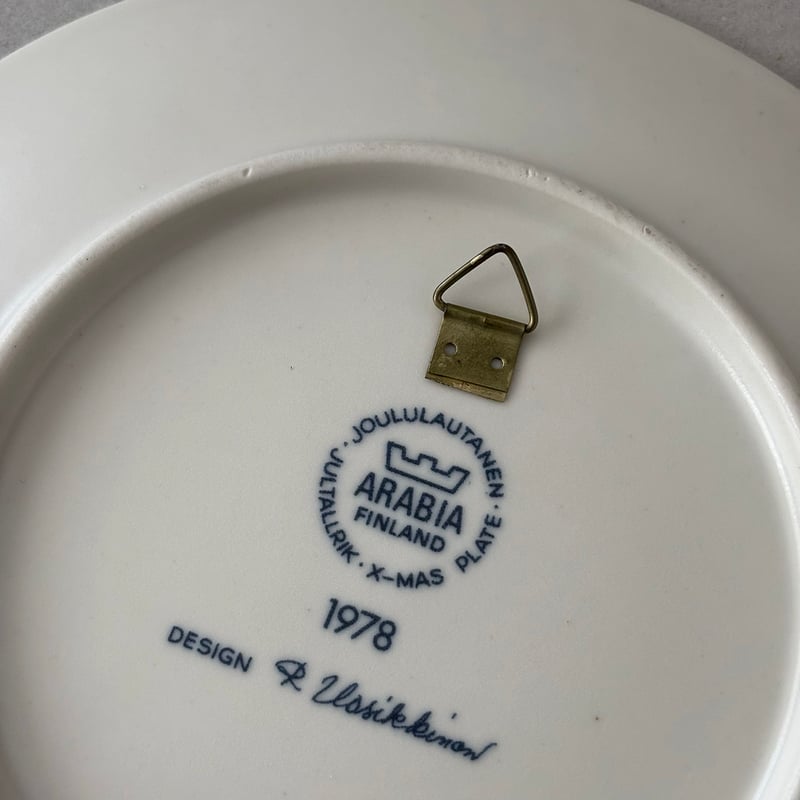 JOULULAUTANEN · X-MAS PLATE · JULTALLRIK ·
ARABIA
FINLAND
1978
DESIGN R Uosikkinen